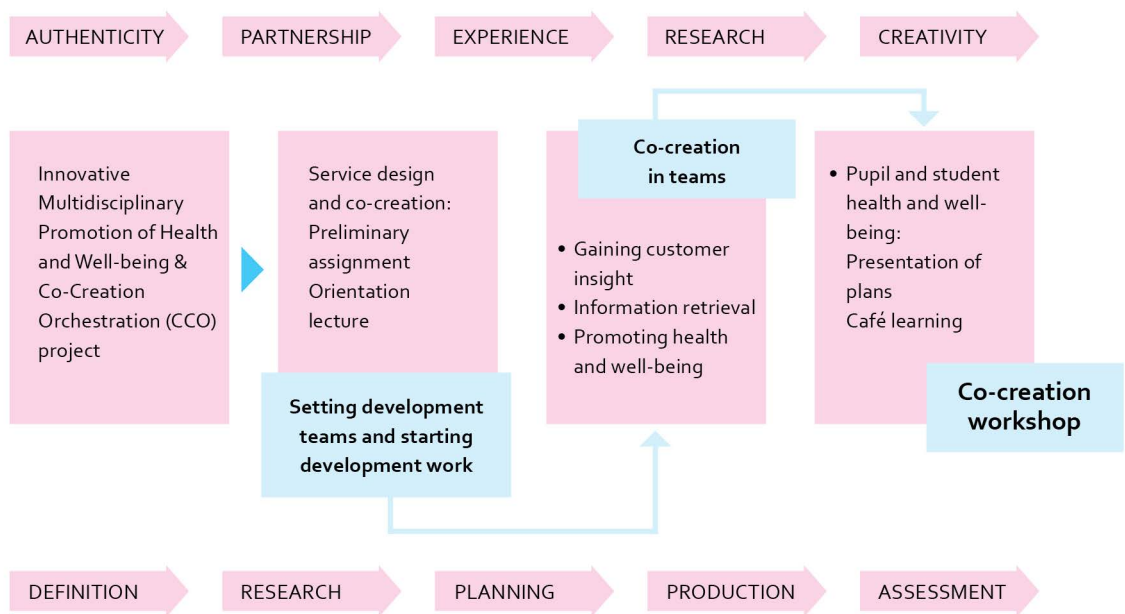 AUTHENTICITY
PARTNERSHIP
EXPERIENCE
RESEARCH
CREATIVITY
Innovative
Multidisciplinary
Promotion of Health
and Well-being &
Co-Creation
Orchestration (CCO)
project
Service design
and co-creation:
Preliminary
assignment
Orientation
lecture
Setting development
teams and starting
development work
Co-creation
in teams
• Gaining customer
insight
• Information retrieval
• Promoting health
and well-being
• Pupil and student
health and well-
being:
Presentation of
plans
Café learning
Co-creation
workshop
DEFINITION
RESEARCH
PLANNING
PRODUCTION
ASSESSMENT